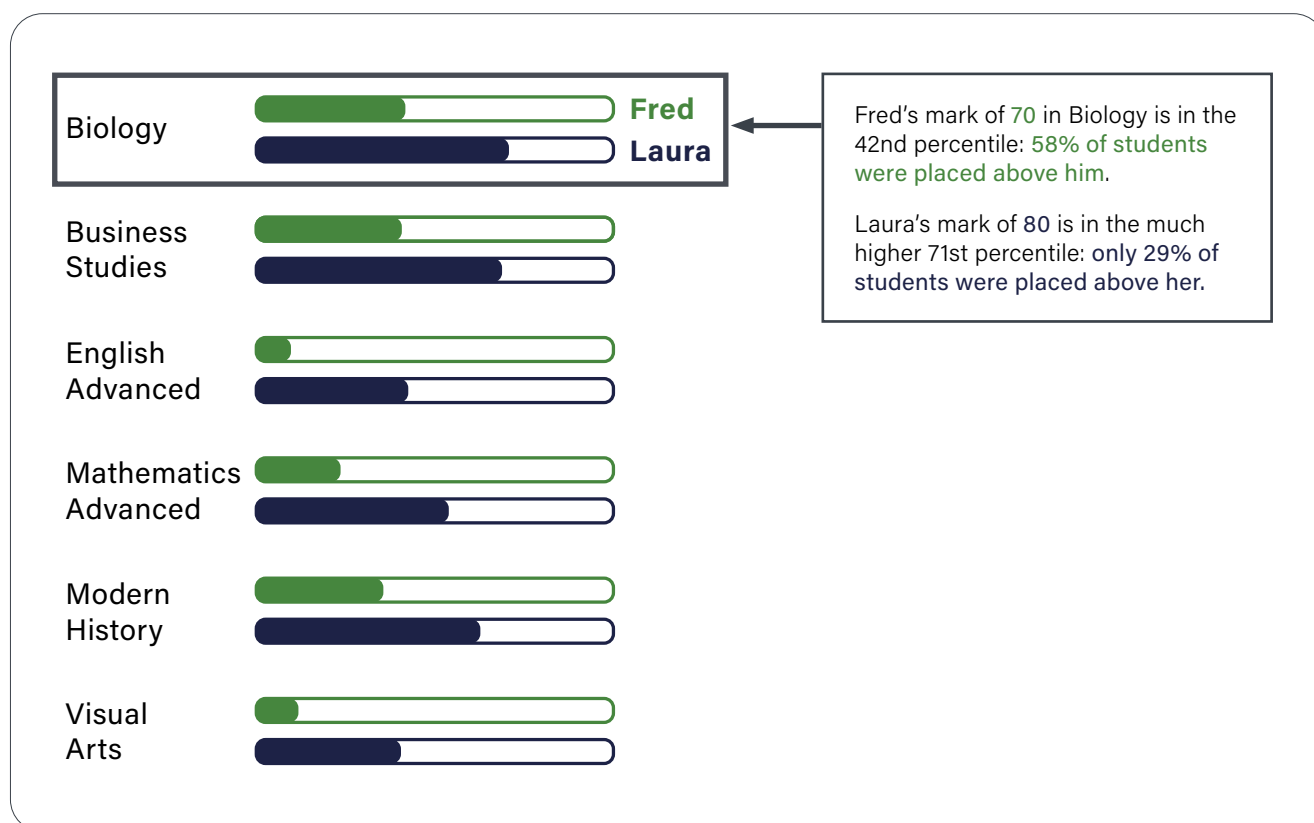 Biology
Fred
Laura
Fred’s mark of 70 in Biology is in the
42nd percentile: 58% of students
were placed above him.
Laura’s mark of 80 is in the much
higher 71st percentile: only 29% of
students were placed above her.
Business
Studies
English
Advanced
Mathematics
Advanced
Modern
History
Visual
Arts